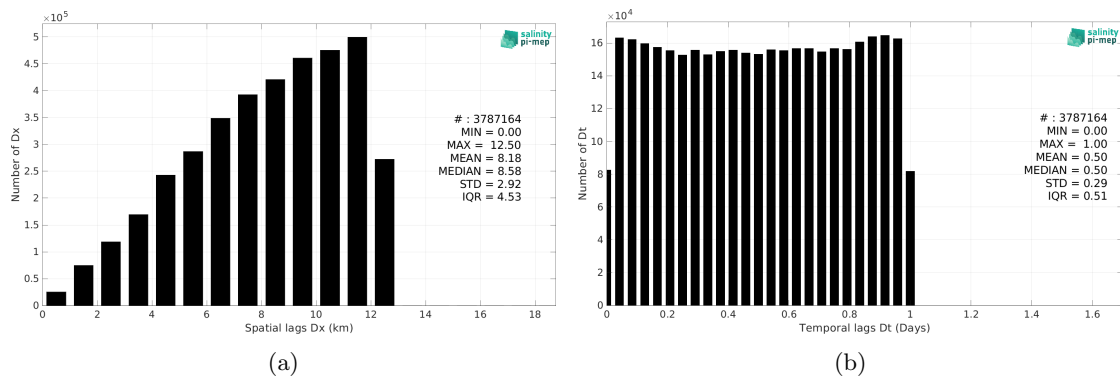 ×10⁵
5
4.5
4
3.5
3
2.5
2
1.5
1
0.5
0
Number of Dx
0 2 4 6 8 10 12 14 16 18
Spatial lags Dx (km)
salinity
pi-mep
# : 3787164
MIN = 0.00
MAX = 12.50
MEAN = 8.18
MEDIAN = 8.58
STD = 2.92
IQR = 4.53
(a)
×10⁴
16
14
12
10
8
6
4
2
0
Number of Dt
0 0.2 0.4 0.6 0.8 1 1.2 1.4 1.6
Temporal lags Dt (Days)
salinity
pi-mep
# : 3787164
MIN = 0.00
MAX = 1.00
MEAN = 0.50
MEDIAN = 0.50
STD = 0.29
IQR = 0.51
(b)